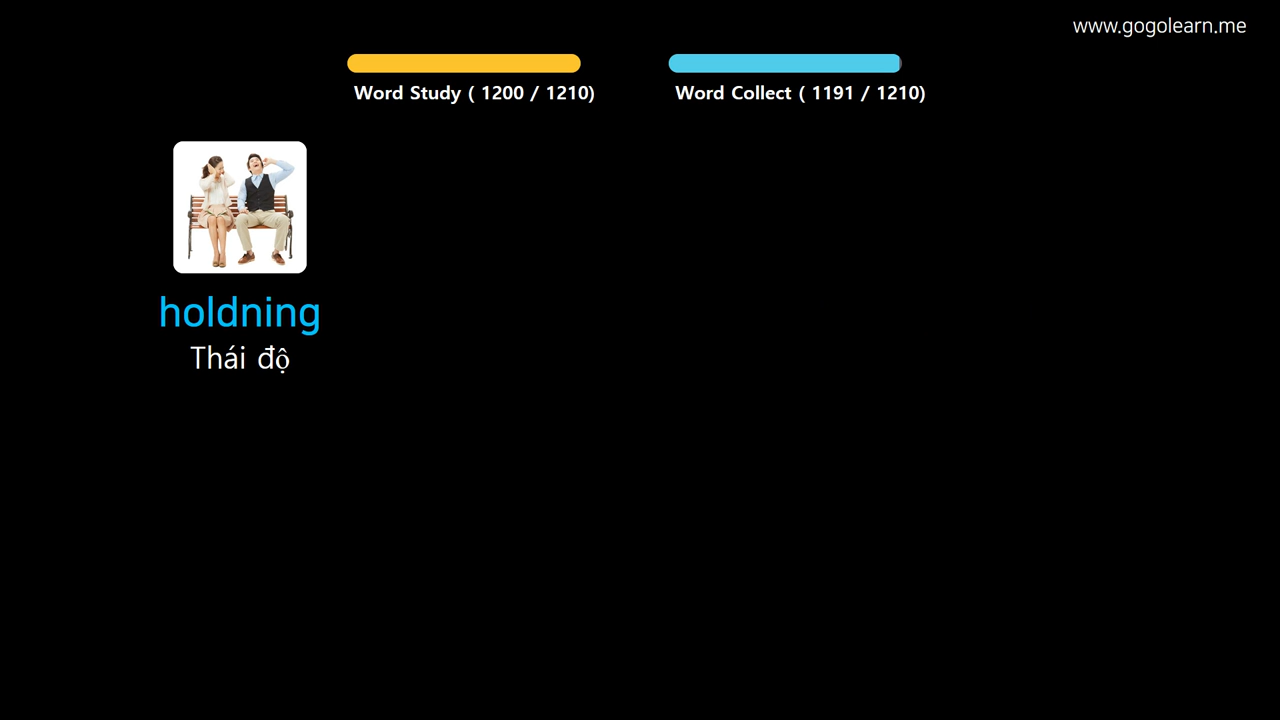 www.gogolearn.me
Word Study ( 1200 / 1210)
Word Collect ( 1191 / 1210)
holdning
Thái độ